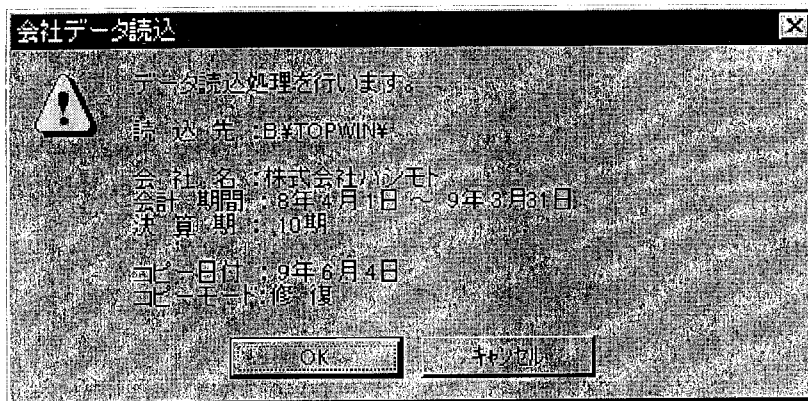 会社データ読込
データ読込処理を行います。
読 込 先 :B:¥TOPWIN¥
会 社 名 :株式会社ハシモト
会計 期間 : 8年 4月 1日 ～ 9年 3月31日
決 算 期 : 10期
コピー日付 : 9年 6月 4日
コピーモード:修 復
OK
キャンセル